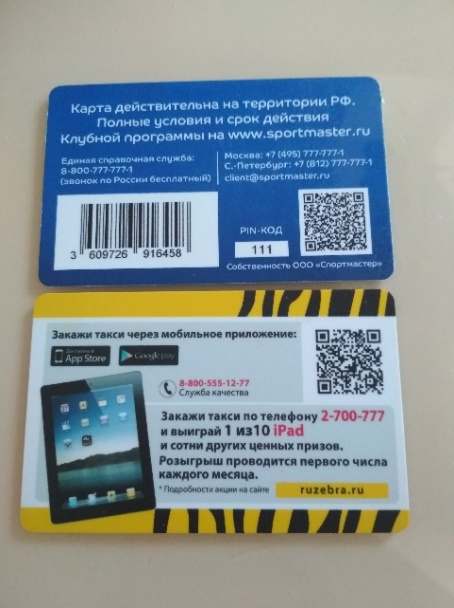 Карта действительна на территории РФ.
Полные условия и срок действия
Клубной программы на www.sportmaster.ru
Единая справочная служба:
8-800-777-777-1
(звонок по России бесплатный)
Москва: +7 (495) 777-777-1
С.-Петербург: +7 (812) 777-777-1
client@sportmaster.ru
3 609726 916458
PIN-КОД
111
Собственность ООО «Спортмастер»
Закажи такси через мобильное приложение:
App Store
Google play
8-800-555-12-77
Служба качества
Закажи такси по телефону 2-700-777
и выиграй 1 из10 iPad
и сотни других ценных призов.
Розыгрыш проводится первого числа
каждого месяца.
* Подробности акции на сайте
ruzebra.ru